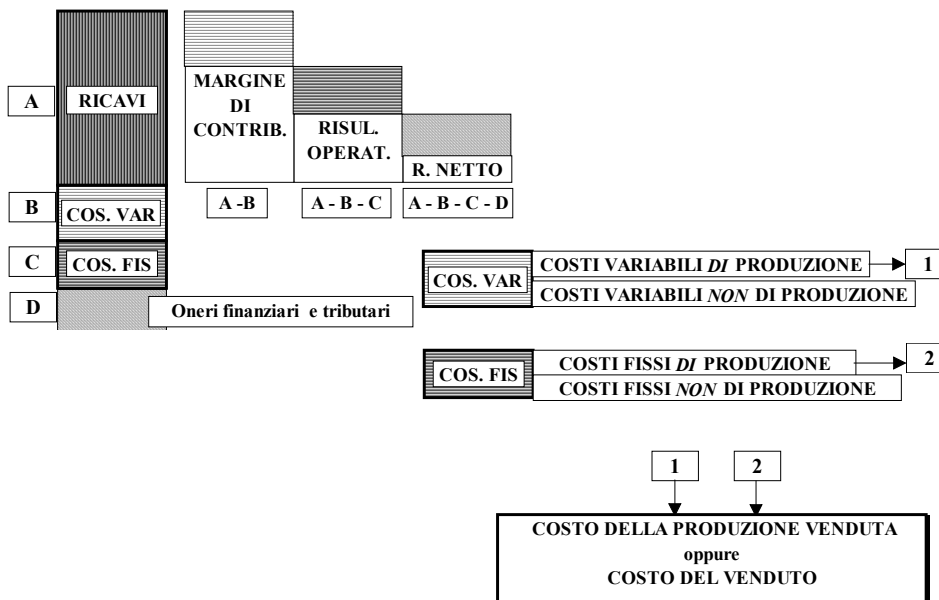 A
RICAVI
MARGINE
DI
CONTRIB.
RISUL.
OPERAT.
R. NETTO
B
COS. VAR
A -B
A - B - C
A - B - C - D
C
COS. FIS
D
Oneri finanziari e tributari
COS. VAR
COSTI VARIABILI DI PRODUZIONE
1
COSTI VARIABILI NON DI PRODUZIONE
COS. FIS
COSTI FISSI DI PRODUZIONE
2
COSTI FISSI NON DI PRODUZIONE
1
2
COSTO DELLA PRODUZIONE VENDUTA
oppure
COSTO DEL VENDUTO